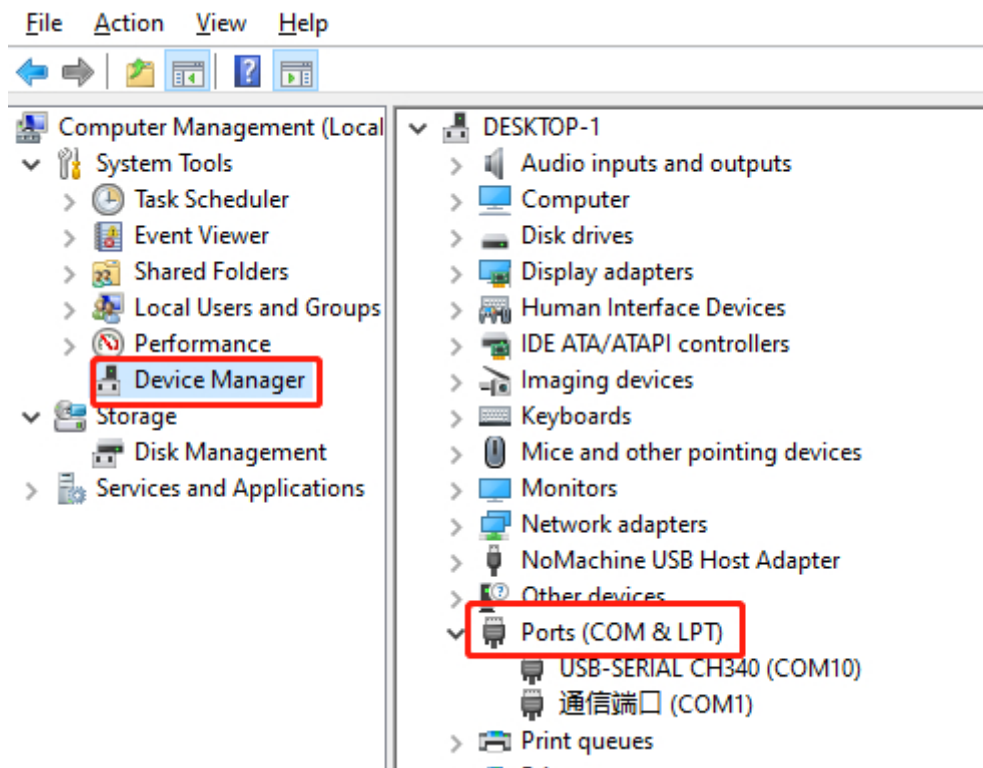 File Action View Help
Computer Management (Local
System Tools
Task Scheduler
Event Viewer
Shared Folders
Local Users and Groups
Performance
Device Manager
Storage
Disk Management
Services and Applications
DESKTOP-1
Audio inputs and outputs
Computer
Disk drives
Display adapters
Human Interface Devices
IDE ATA/ATAPI controllers
Imaging devices
Keyboards
Mice and other pointing devices
Monitors
Network adapters
NoMachine USB Host Adapter
Other devices
Ports (COM & LPT)
USB-SERIAL CH340 (COM10)
通信端口 (COM1)
Print queues